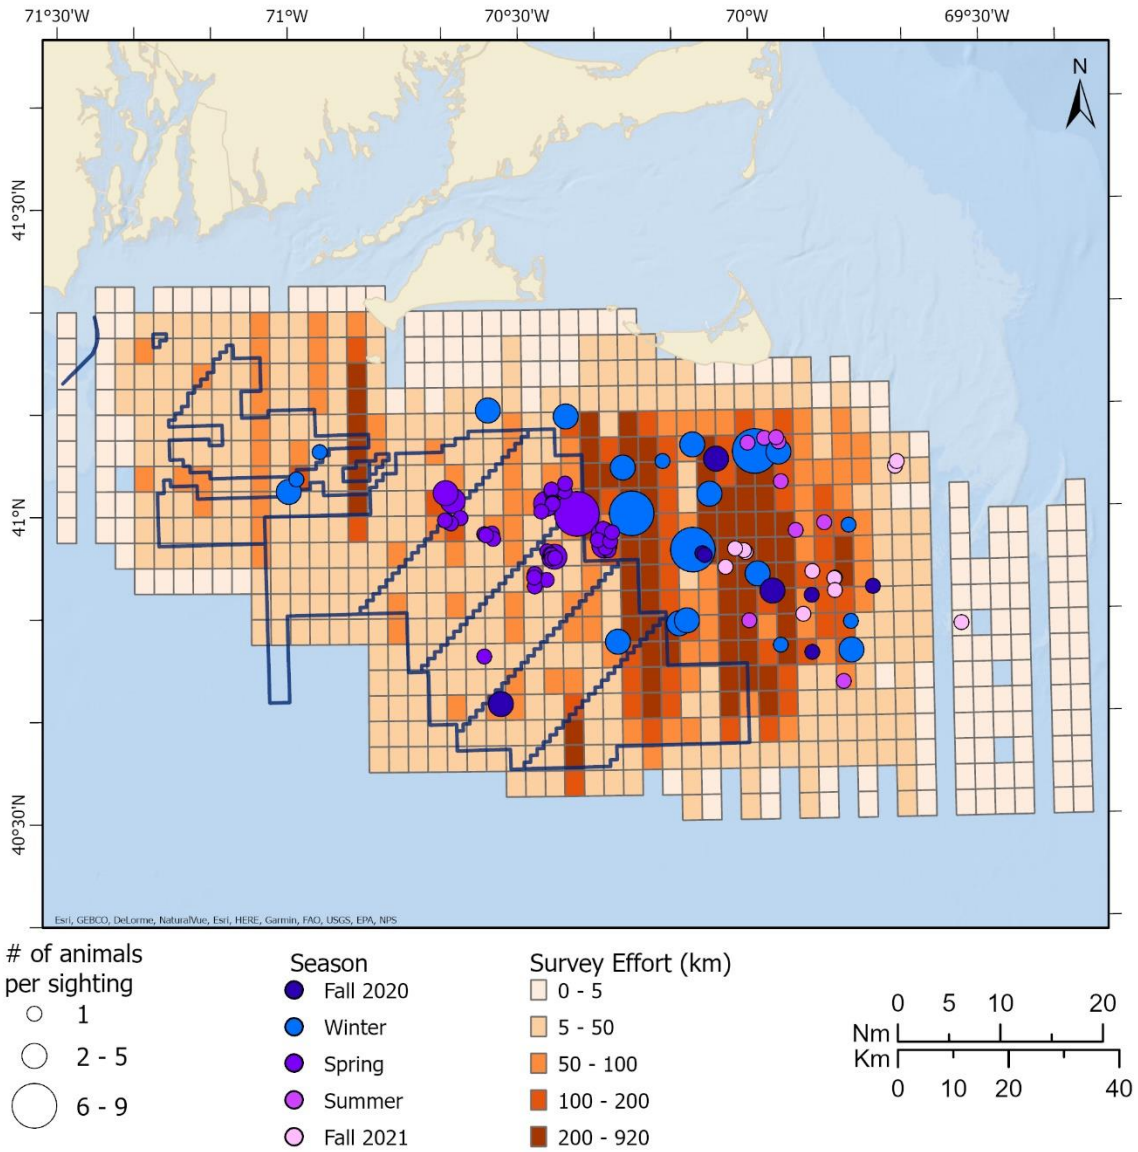 71°30'W 71°W 70°30'W 70°W 69°30'W
N
41°30'N
41°N
40°30'N
Esri, GEBCO, DeLorme, NaturalVue, Esri, HERE, Garmin, FAO, USGS, EPA, NPS
# of animals
per sighting
1
2 - 5
6 - 9
Season
Fall 2020
Winter
Spring
Summer
Fall 2021
Survey Effort (km)
0 - 5
5 - 50
50 - 100
100 - 200
200 - 920
0 5 10 20
Nm
Km
0 10 20 40